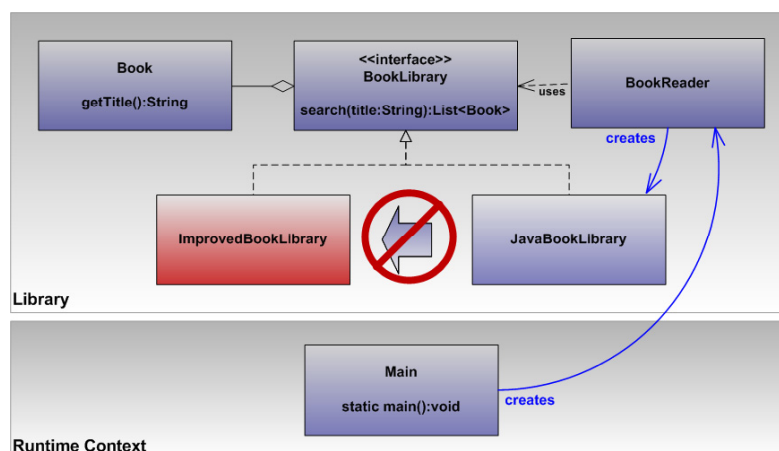 Book
getTitle():String
<<interface>>
BookLibrary
search(title:String):List<Book>
uses
BookReader
creates
ImprovedBookLibrary
JavaBookLibrary
Library
Main
static main():void
creates
Runtime Context